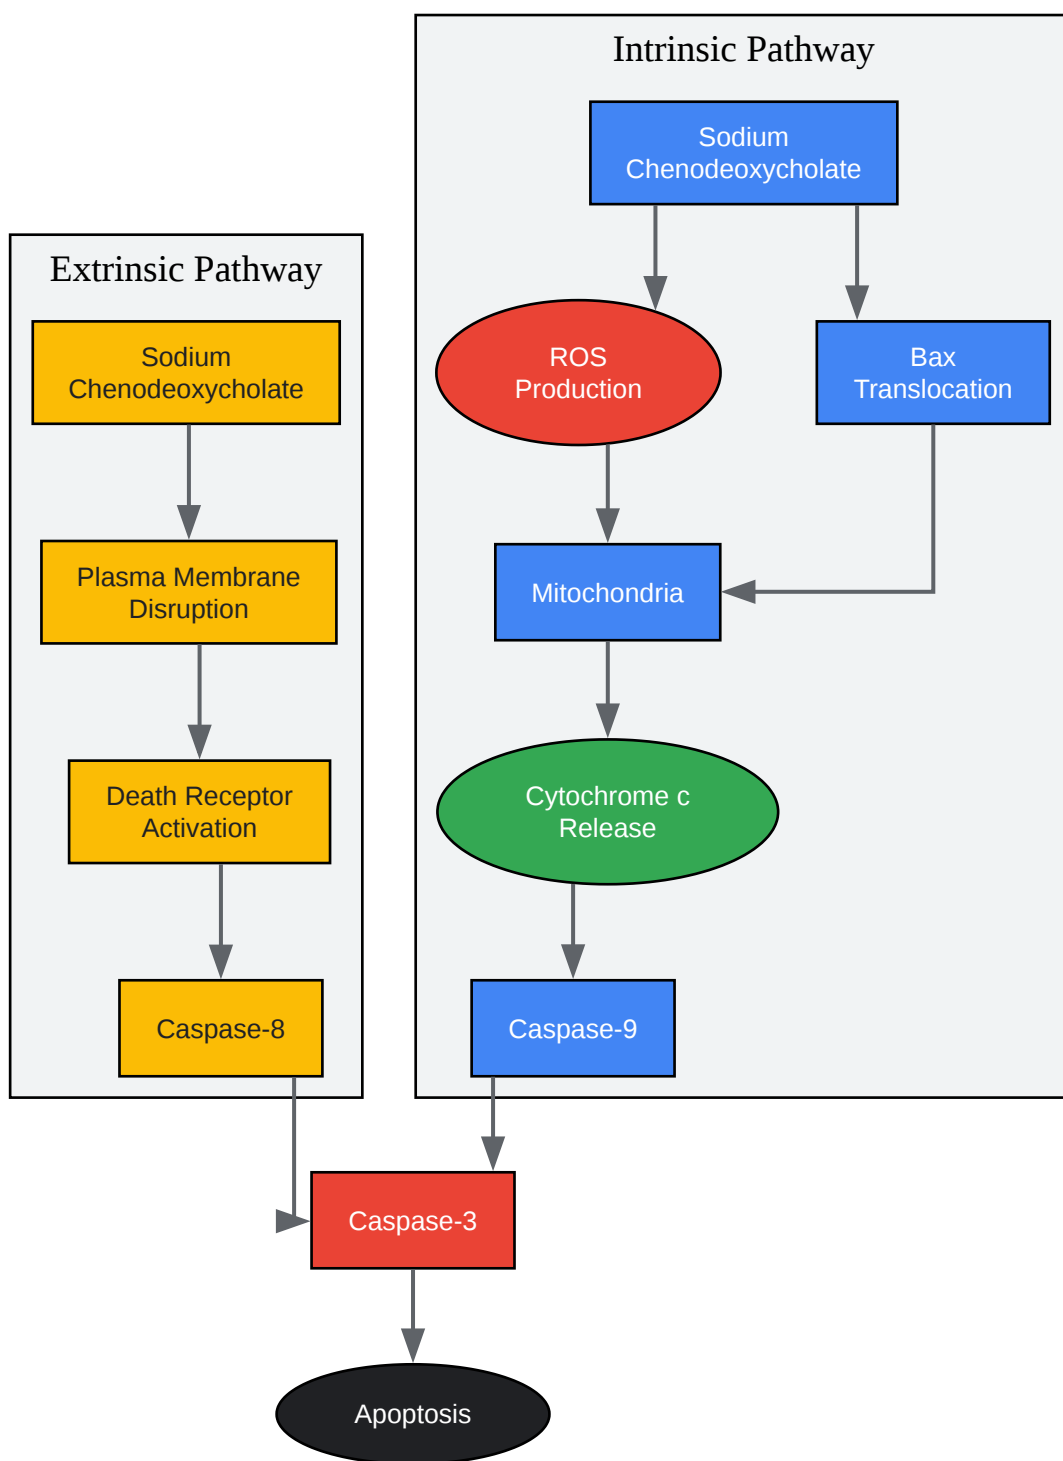 Intrinsic Pathway
Sodium
Chenodeoxycholate
ROS
Production
Bax
Translocation
Mitochondria
Cytochrome c
Release
Caspase-9
Extrinsic Pathway
Sodium
Chenodeoxycholate
Plasma Membrane
Disruption
Death Receptor
Activation
Caspase-8
Caspase-3
Apoptosis